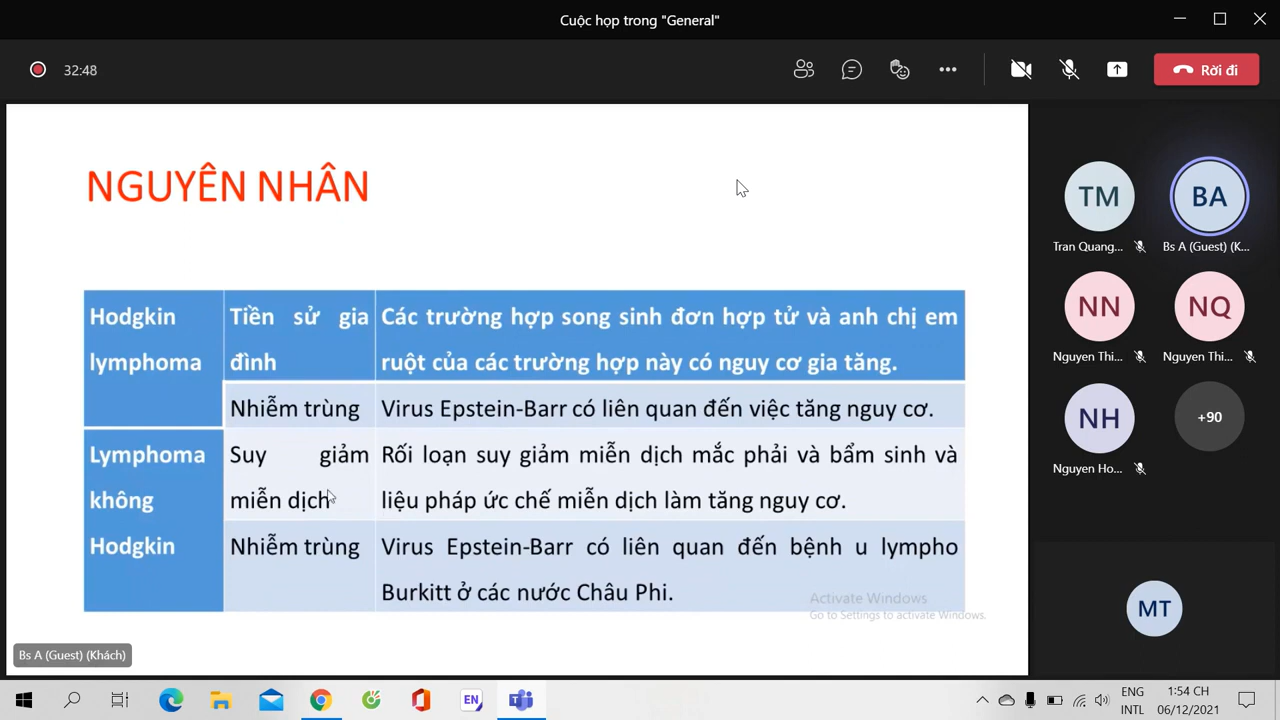 Cuộc họp trong "General"
32:48
Rời đi
NGUYÊN NHÂN
Hodgkin lymphoma
Tiền sử gia đình
Các trường hợp song sinh đơn hợp tử và anh chị em
ruột của các trường hợp này có nguy cơ gia tăng.
Nhiễm trùng
Virus Epstein-Barr có liên quan đến việc tăng nguy cơ.
Lymphoma không Hodgkin
Suy giảm miễn dịch
Rối loạn suy giảm miễn dịch mắc phải và bẩm sinh và
liệu pháp ức chế miễn dịch làm tăng nguy cơ.
Nhiễm trùng
Virus Epstein-Barr có liên quan đến bệnh u lympho
Burkitt ở các nước Châu Phi.
Activate Windows
Go to Settings to activate Windows.
Bs A (Guest) (Khách)
TM
Tran Quang...
BA
Bs A (Guest) (K...
NN
Nguyen Thi...
NQ
Nguyen Thi...
NH
Nguyen Ho...
+90
MT
EN
ENG
INTL
1:54 CH
06/12/2021